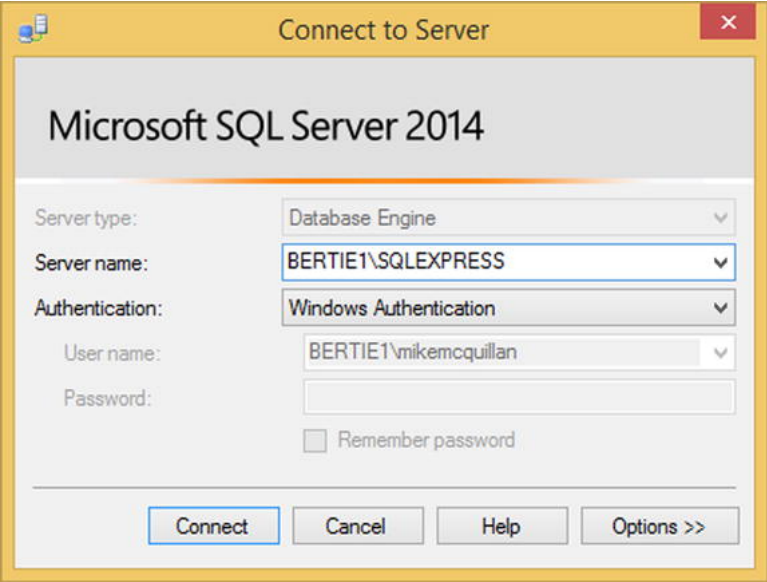 Connect to Server
Microsoft SQL Server 2014
Server type: Database Engine
Server name: BERTIE1\SQLEXPRESS
Authentication: Windows Authentication
User name: BERTIE1\mikemcquillan
Password:
Remember password
Connect Cancel Help Options >>